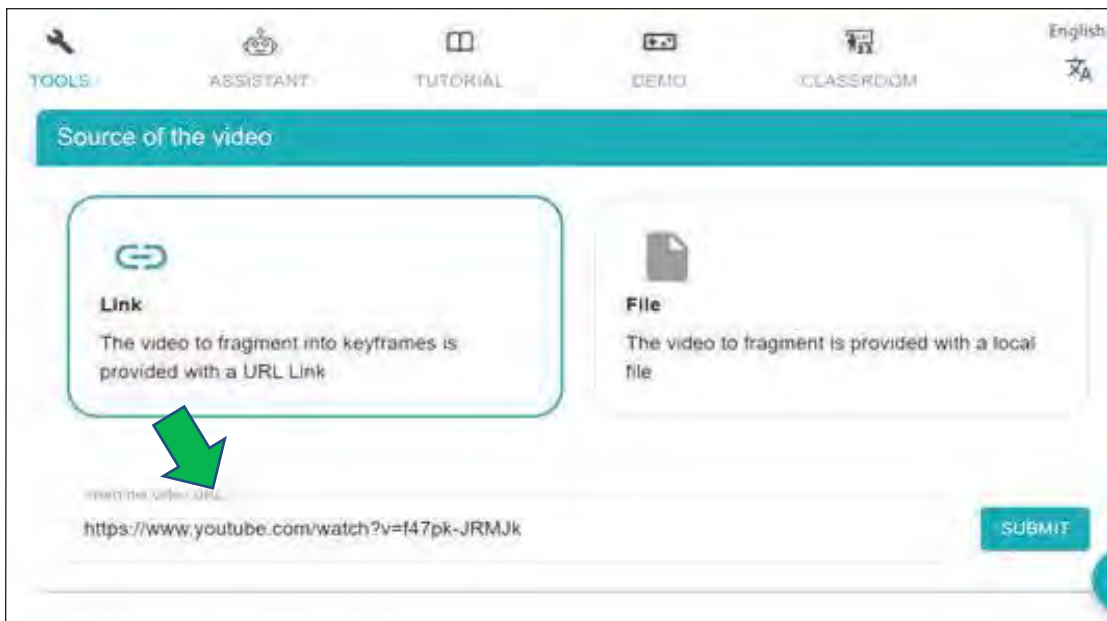 English
TOOLS ASSISTANT TUTORIAL DEMO CLASSROOM
Source of the video
Link
The video to fragment into keyframes is
provided with a URL Link
File
The video to fragment is provided with a local
file
video URL
https://www.youtube.com/watch?v=f47pk-JRMJk
SUBMIT